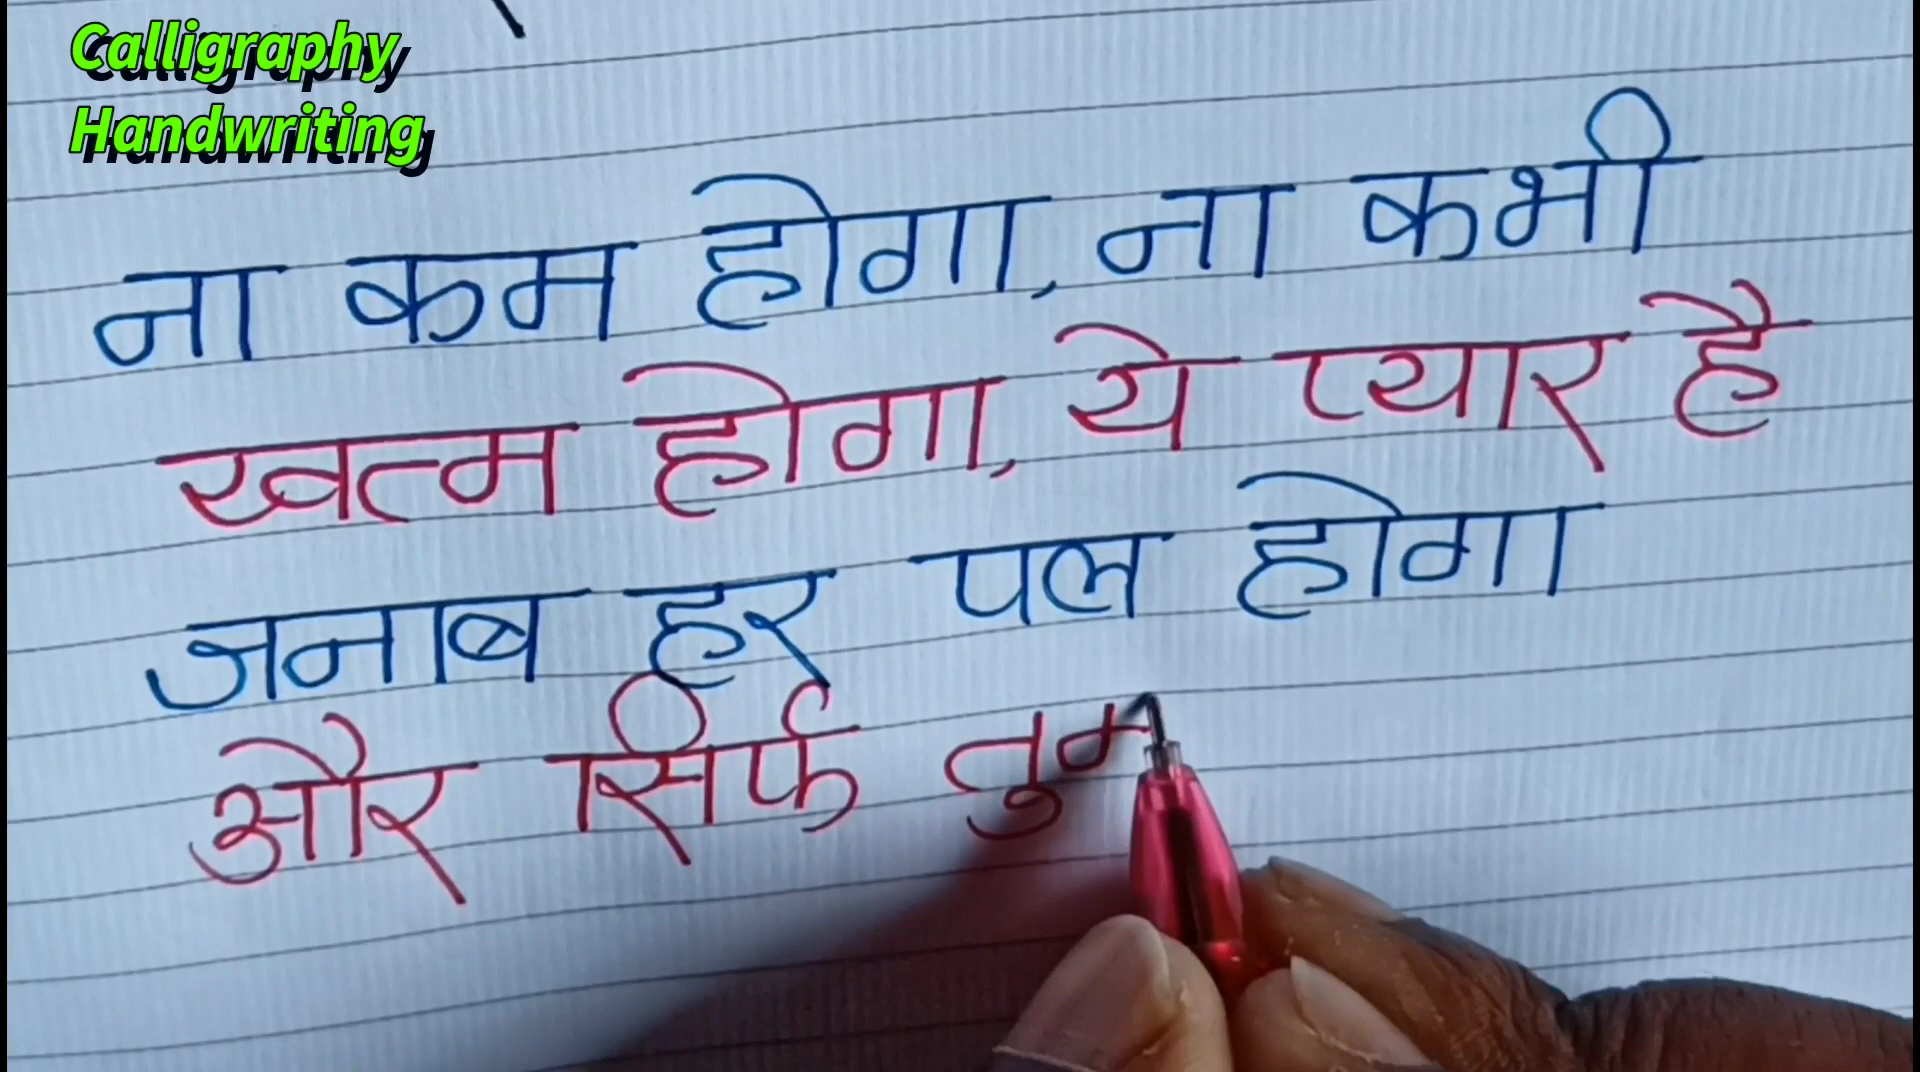 Calligraphy
Handwriting
ना कम होगा, ना कभी
खत्म होगा, ये प्यार है
जनाब हर पल होगा
और सिर्फ तुम